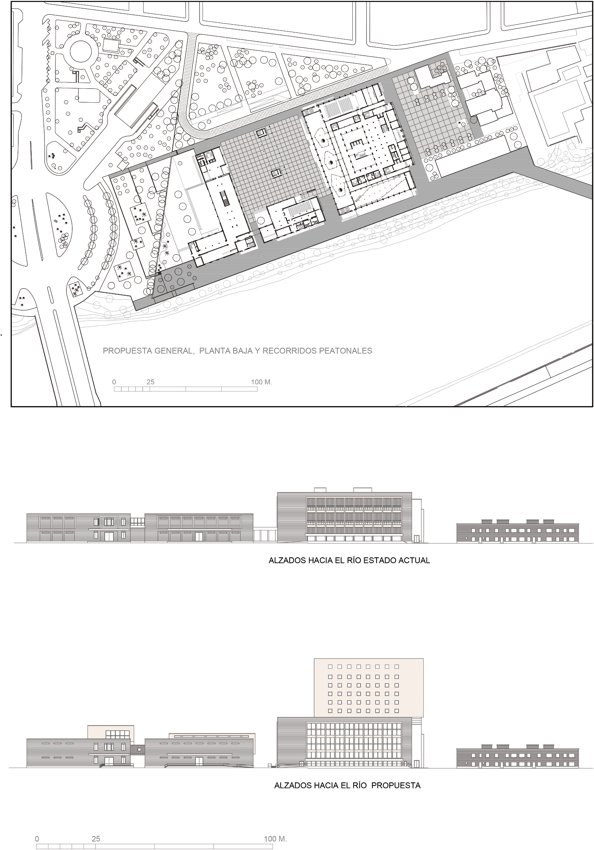 PROPUESTA GENERAL, PLANTA BAJA Y RECORRIDOS PEATONALES
0 25 100 M.
ALZADOS HACIA EL RÍO ESTADO ACTUAL
ALZADOS HACIA EL RÍO PROPUESTA
0 25 100 M.